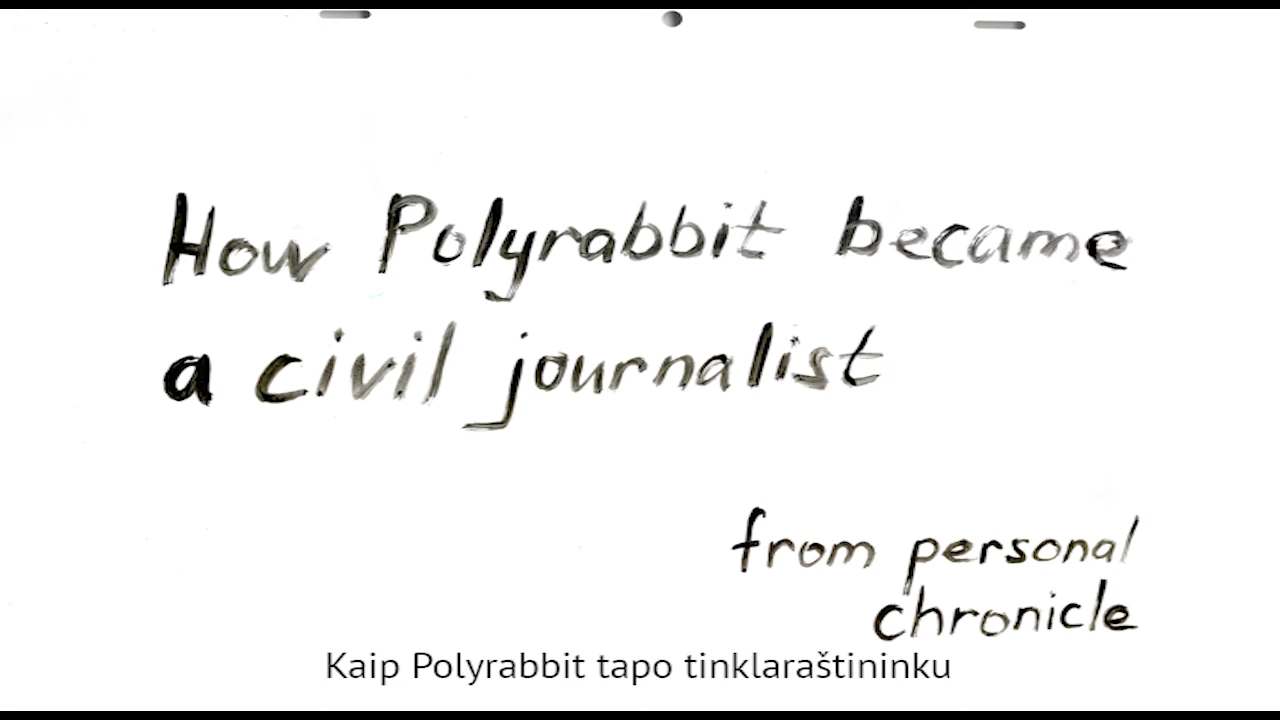 How Polyrabbit became
a civil journalist
from personal
chronicle
Kaip Polyrabbit tapo tinklaraštininku